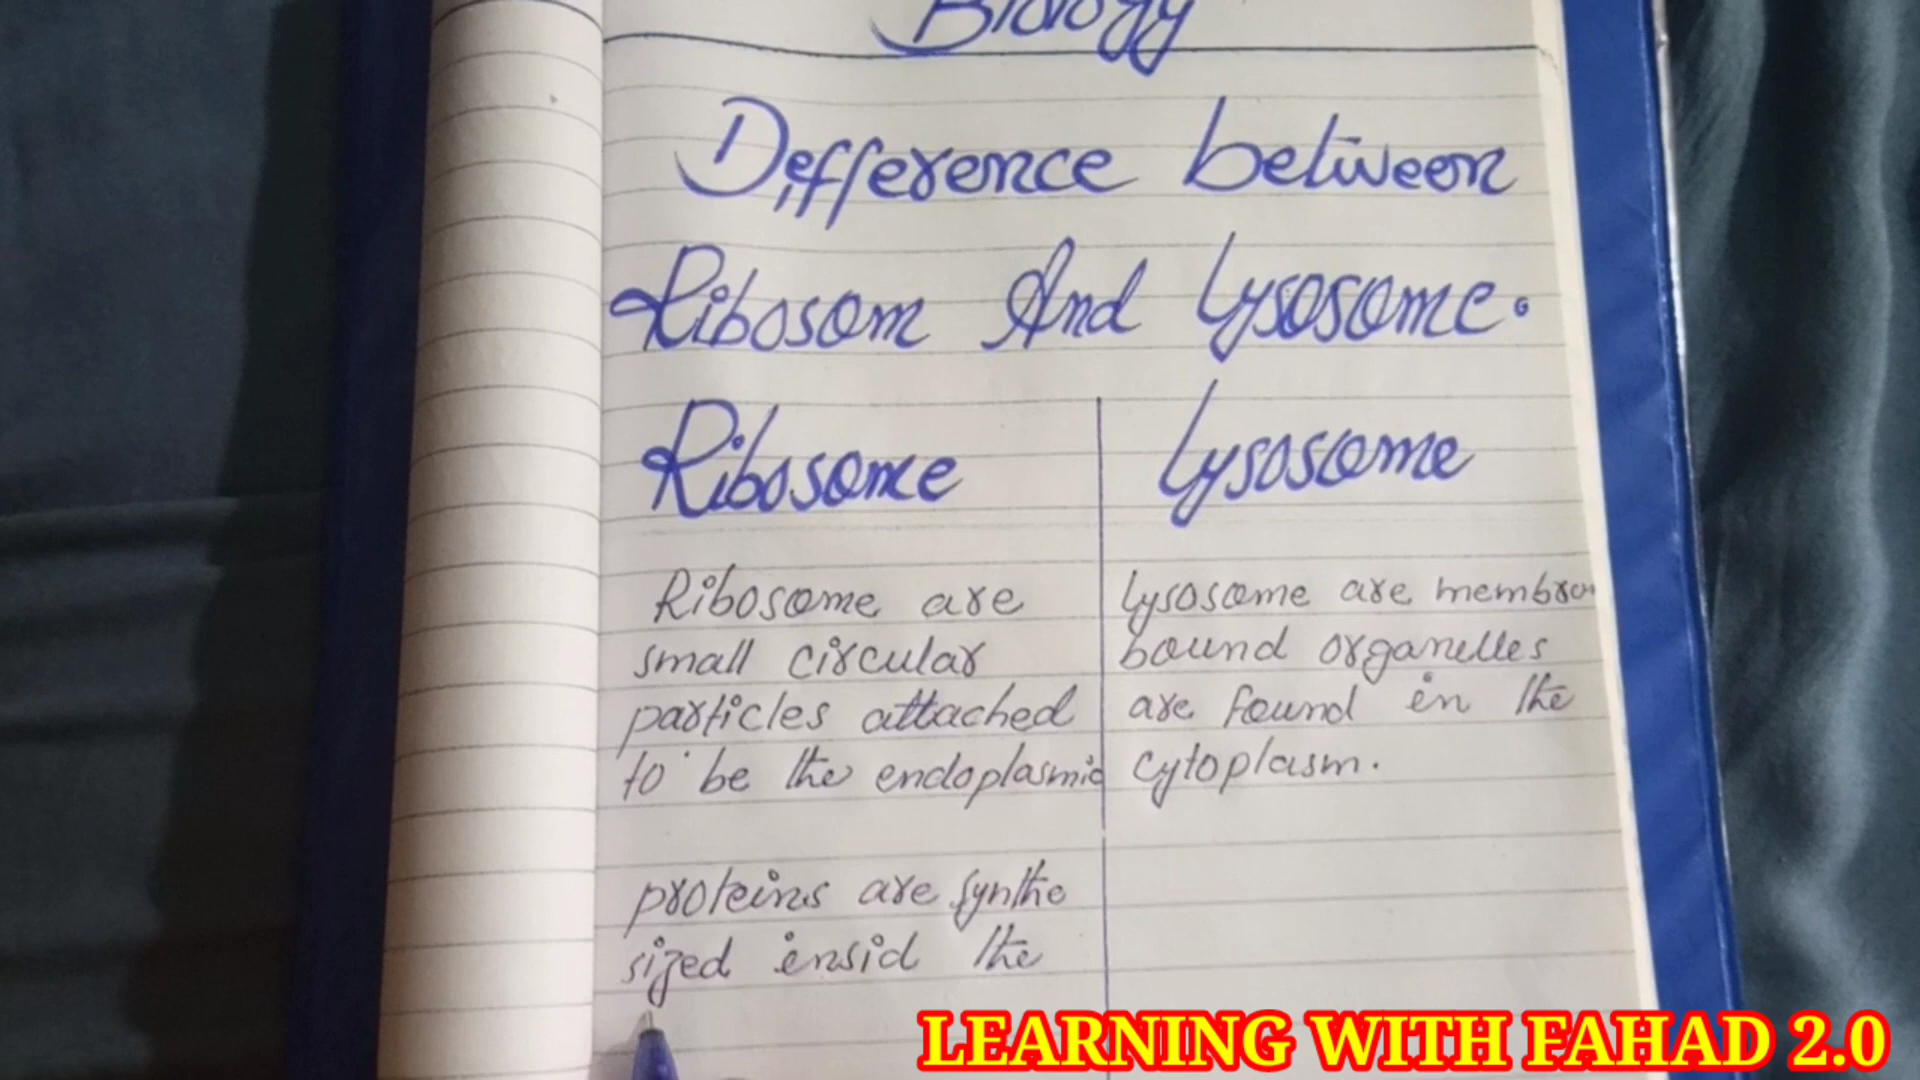 Biology
Difference between
Ribosom And Lysosome.
Ribosome
Lysosome
Ribosome are
small circular
particles attached
to be the endoplasmic
Lysosome are membran
bound organelles
are found in the
cytoplasm.
proteins are synthe
sized insid the
LEARNING WITH FAHAD 2.0